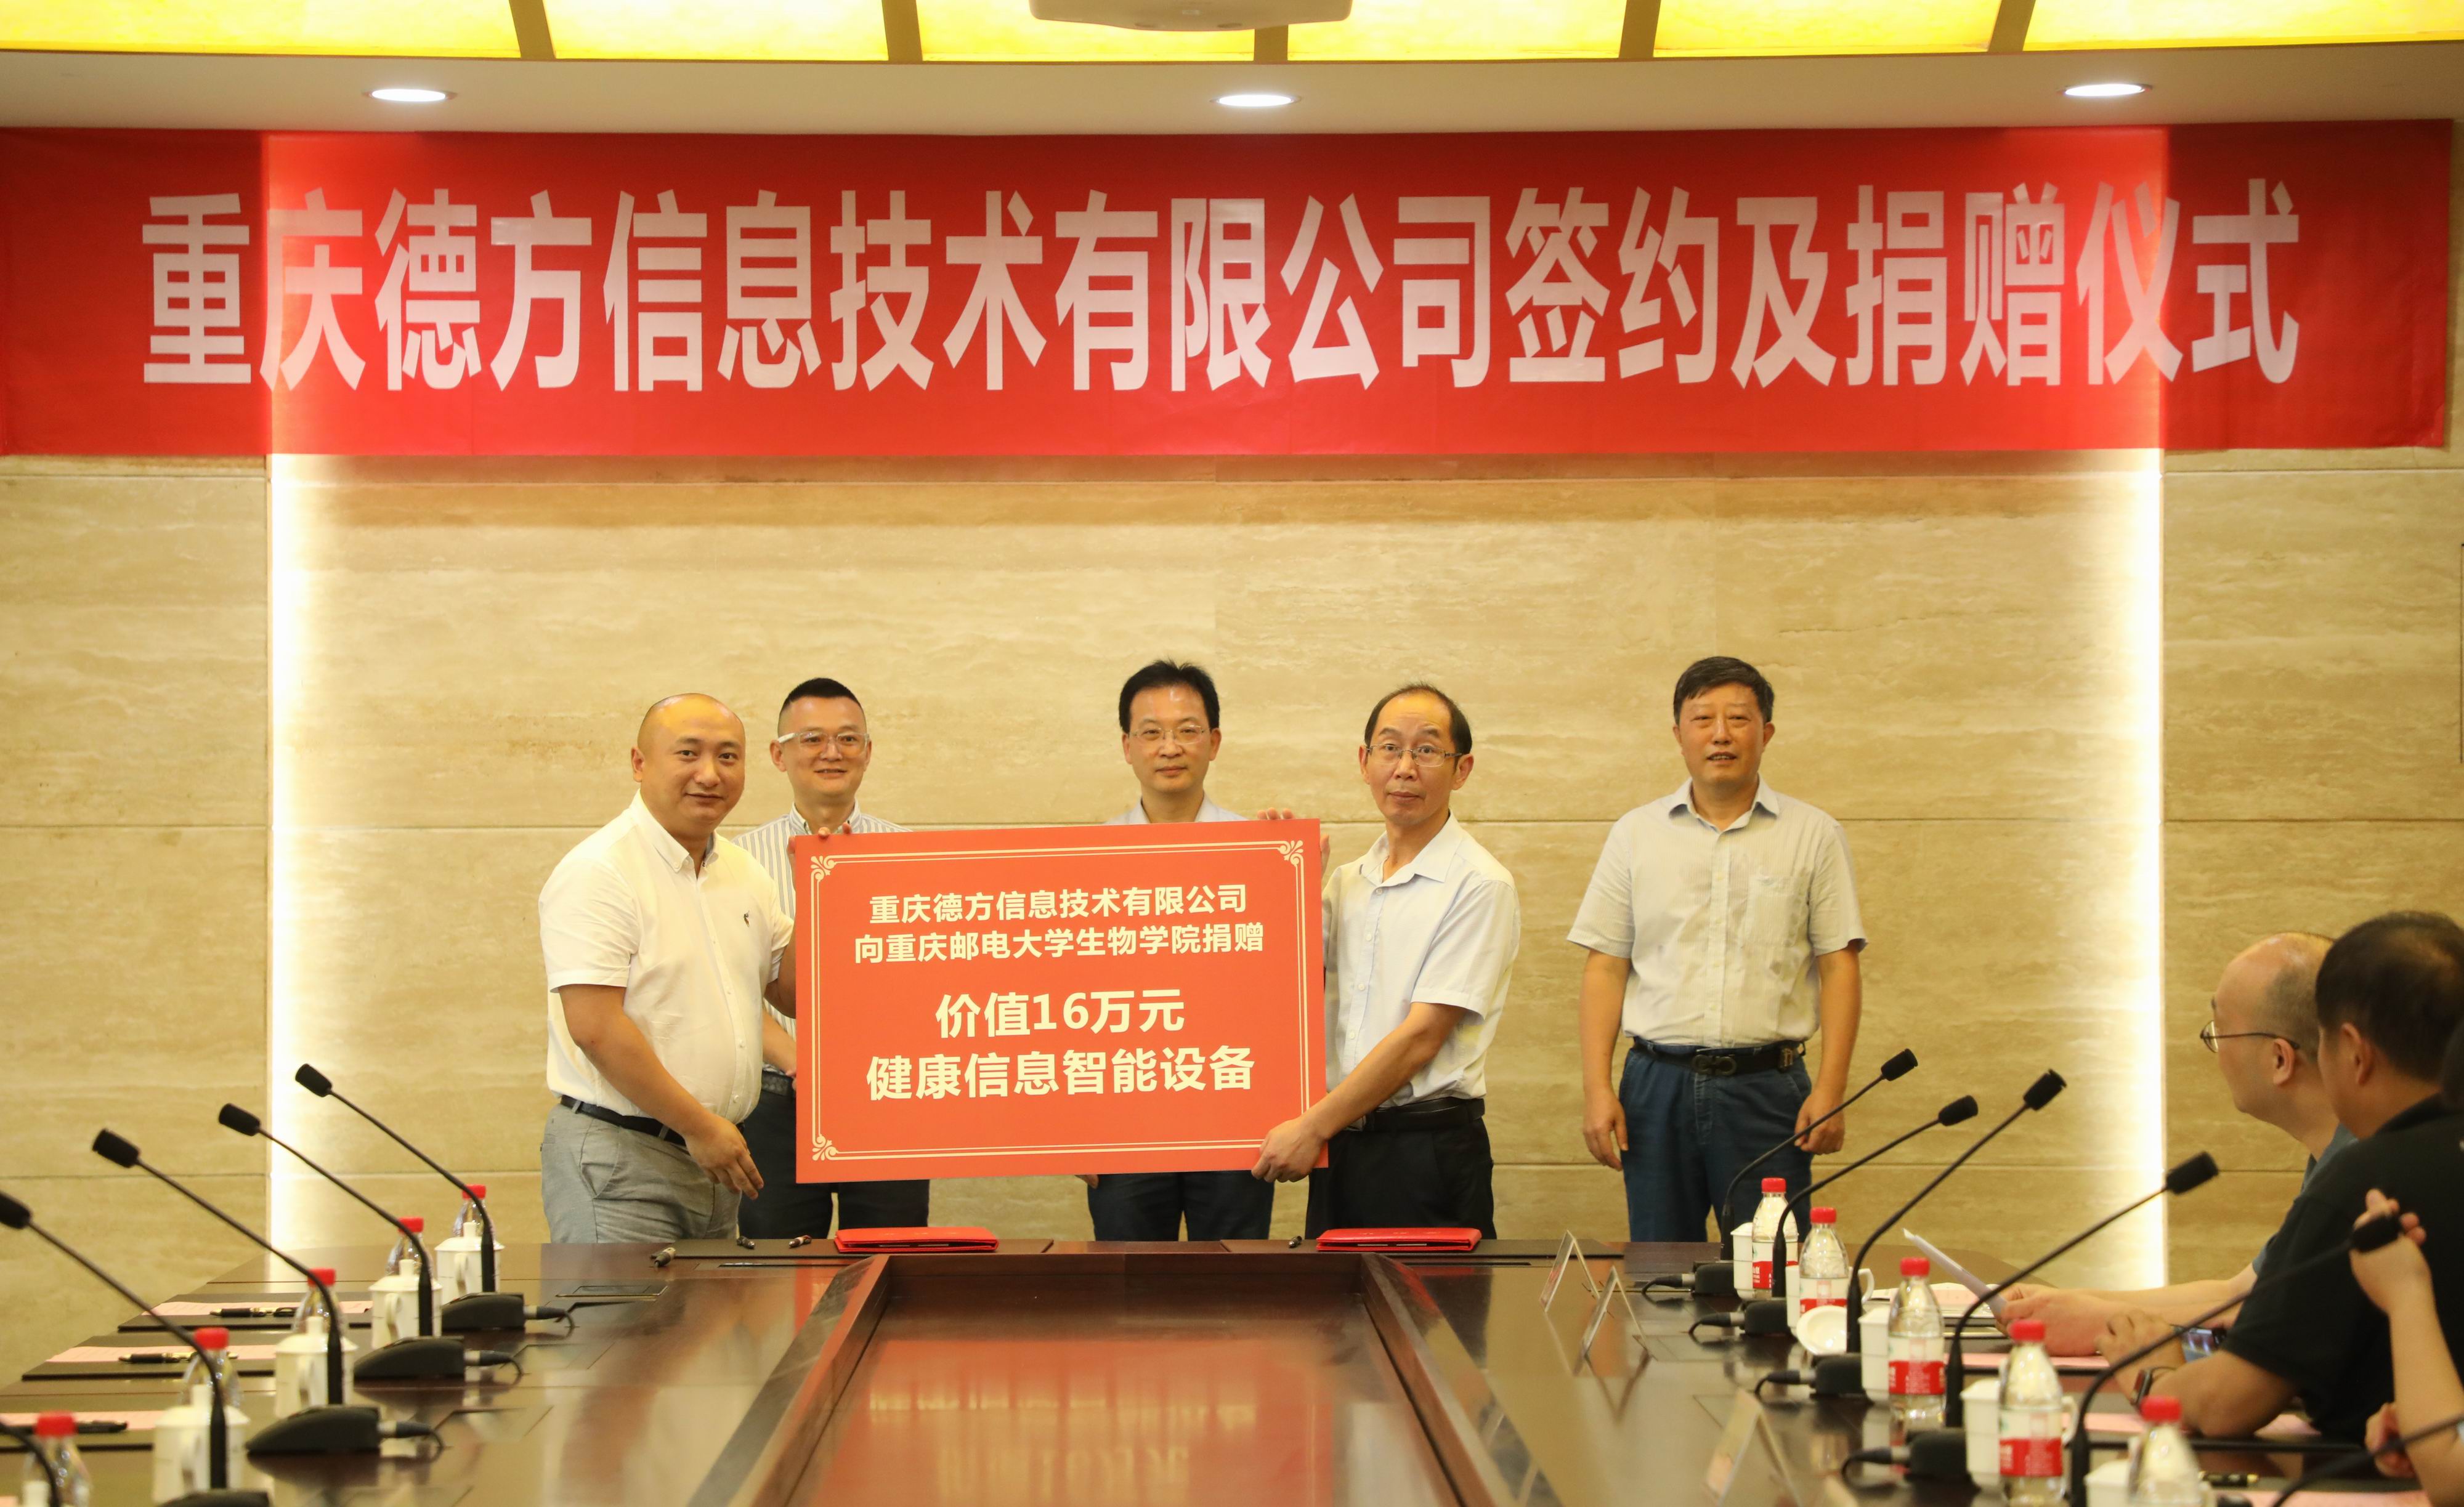 重庆德方信息技术有限公司签约及捐赠仪式
重庆德方信息技术有限公司
向重庆邮电大学生物学院捐赠
价值16万元
健康信息智能设备